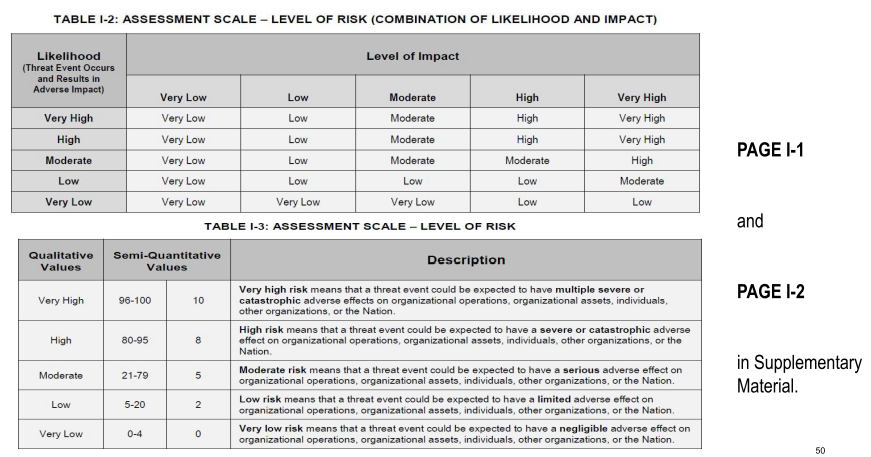 TABLE I-2: ASSESSMENT SCALE – LEVEL OF RISK (COMBINATION OF LIKELIHOOD AND IMPACT)
Likelihood
(Threat Event Occurs
and Results in
Adverse Impact)
Level of Impact
Very Low Low Moderate High Very High
Very High Very Low Low Moderate High Very High
High Very Low Low Moderate High Very High
Moderate Very Low Low Moderate Moderate High
Low Very Low Low Low Low Moderate
Very Low Very Low Very Low Very Low Low Low
TABLE I-3: ASSESSMENT SCALE – LEVEL OF RISK
Qualitative
Values
Semi-Quantitative
Values
Description
Very High 96-100 10
Very high risk means that a threat event could be expected to have multiple severe or
catastrophic adverse effects on organizational operations, organizational assets, individuals,
other organizations, or the Nation.
High 80-95 8
High risk means that a threat event could be expected to have a severe or catastrophic adverse
effect on organizational operations, organizational assets, individuals, other organizations, or the
Nation.
Moderate 21-79 5
Moderate risk means that a threat event could be expected to have a serious adverse effect on
organizational operations, organizational assets, individuals, other organizations, or the Nation.
Low 5-20 2
Low risk means that a threat event could be expected to have a limited adverse effect on
organizational operations, organizational assets, individuals, other organizations, or the Nation.
Very Low 0-4 0
Very low risk means that a threat event could be expected to have a negligible adverse effect on
organizational operations, organizational assets, individuals, other organizations, or the Nation.
PAGE I-1
and
PAGE I-2
in Supplementary
Material.
50